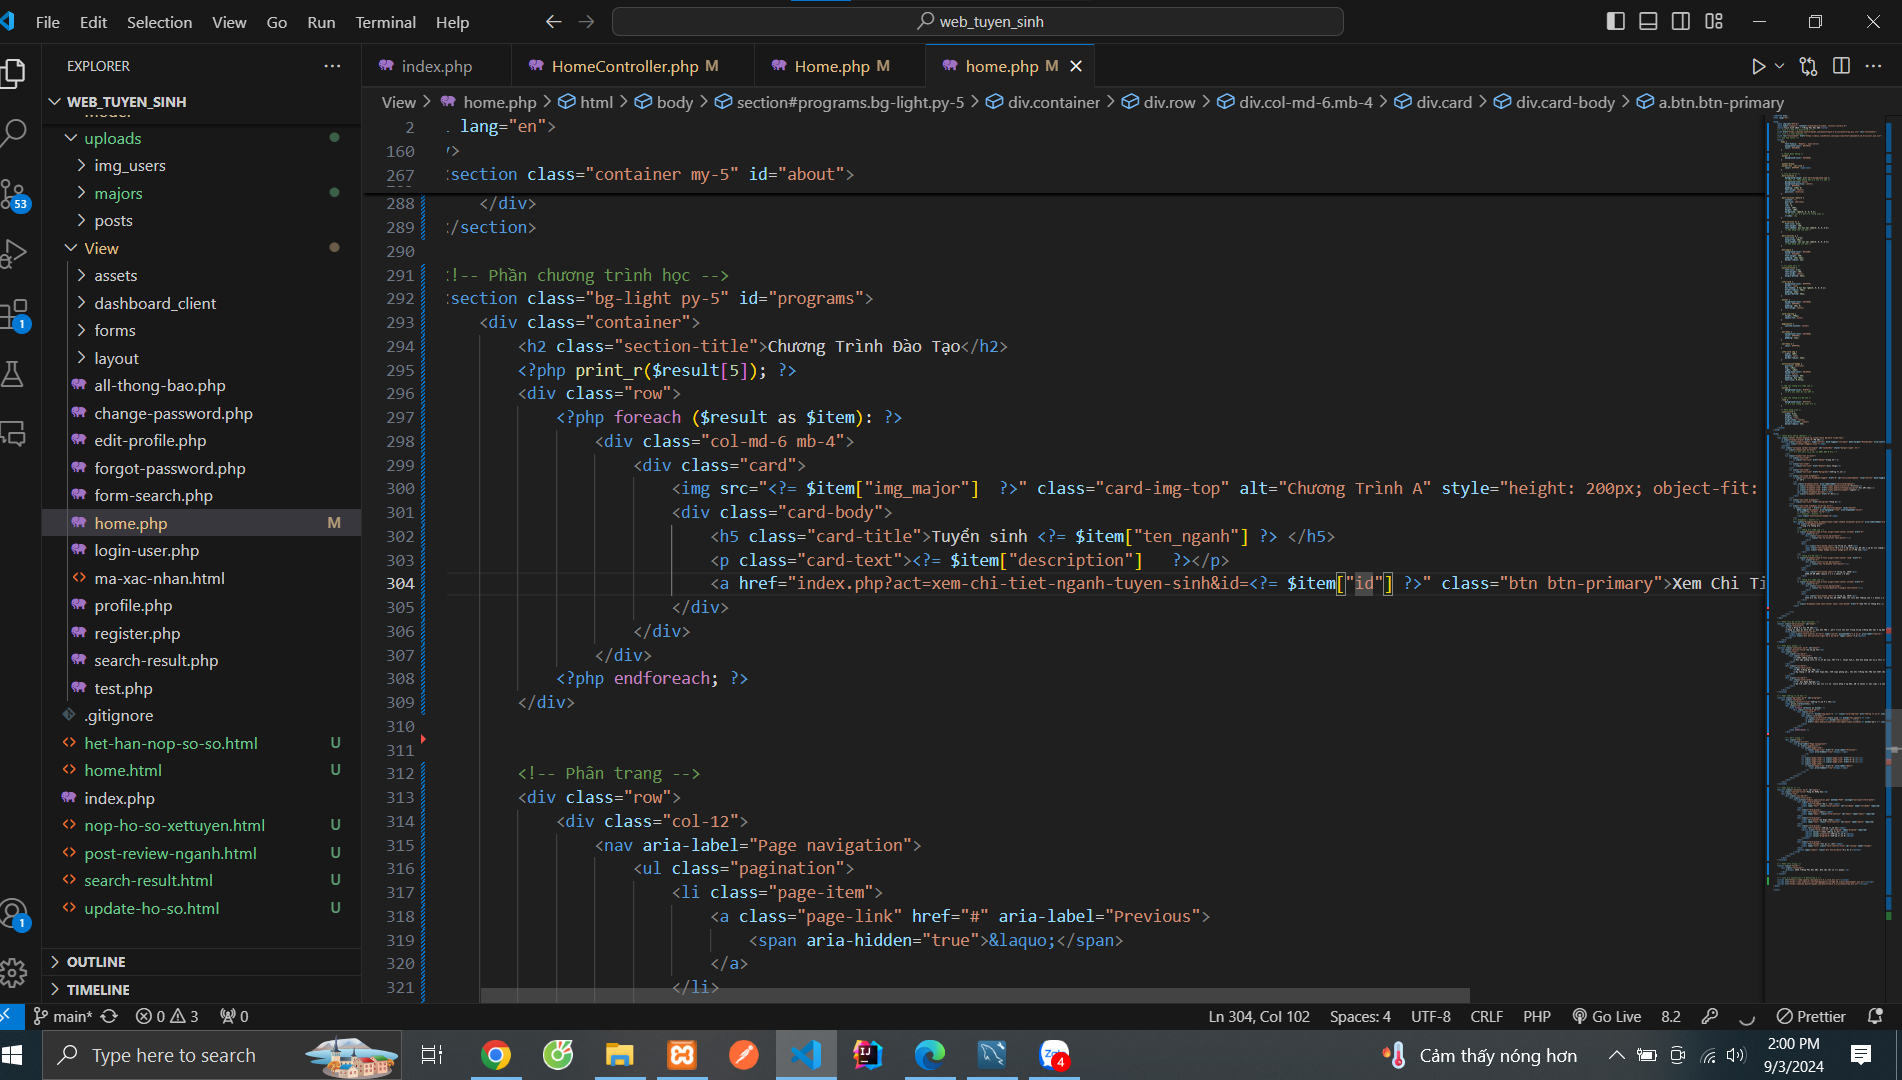 File Edit Selection View Go Run Terminal Help
web_tuyen_sinh
EXPLORER
WEB_TUYEN_SINH
uploads
img_users
majors
posts
View
assets
dashboard_client
forms
layout
all-thong-bao.php
change-password.php
edit-profile.php
forgot-password.php
form-search.php
home.php M
login-user.php
ma-xac-nhan.html
profile.php
register.php
search-result.php
test.php
.gitignore
het-han-nop-so-so.html U
home.html U
index.php
nop-ho-so-xettuyen.html U
post-review-nganh.html U
search-result.html U
update-ho-so.html U
OUTLINE
TIMELINE
53
1
1
index.php HomeController.php M Home.php M home.php M
View > home.php > html > body > section#programs.bg-light.py-5 > div.container > div.row > div.col-md-6.mb-4 > div.card > div.card-body > a.btn.btn-primary
2 lang="en">
160 >
267 section class="container my-5" id="about">
288 </div>
289 /section>
290
291 !-- Phần chương trình học -->
292 section class="bg-light py-5" id="programs">
293 <div class="container">
294 <h2 class="section-title">Chương Trình Đào Tạo</h2>
295 <?php print_r($result[5]); ?>
296 <div class="row">
297 <?php foreach ($result as $item): ?>
298 <div class="col-md-6 mb-4">
299 <div class="card">
300 <img src="<?= $item["img_major"]  ?>" class="card-img-top" alt="Chương Trình A" style="height: 200px; object-fit:
301 <div class="card-body">
302 <h5 class="card-title">Tuyển sinh <?= $item["ten_nganh"] ?> </h5>
303 <p class="card-text"><?= $item["description"]   ?></p>
304 <a href="index.php?act=xem-chi-tiet-nganh-tuyen-sinh&id=<?= $item["id"] ?>" class="btn btn-primary">Xem Chi Ti
305 </div>
306 </div>
307 </div>
308 <?php endforeach; ?>
309 </div>
310
311
312 <!-- Phân trang -->
313 <div class="row">
314 <div class="col-12">
315 <nav aria-label="Page navigation">
316 <ul class="pagination">
317 <li class="page-item">
318 <a class="page-link" href="#" aria-label="Previous">
319 <span aria-hidden="true">&laquo;</span>
320 </a>
321 </li>
main* 0 3 0
Ln 304, Col 102 Spaces: 4 UTF-8 CRLF PHP Go Live 8.2 Prettier
Type here to search
4
Cảm thấy nóng hơn
2:00 PM
9/3/2024